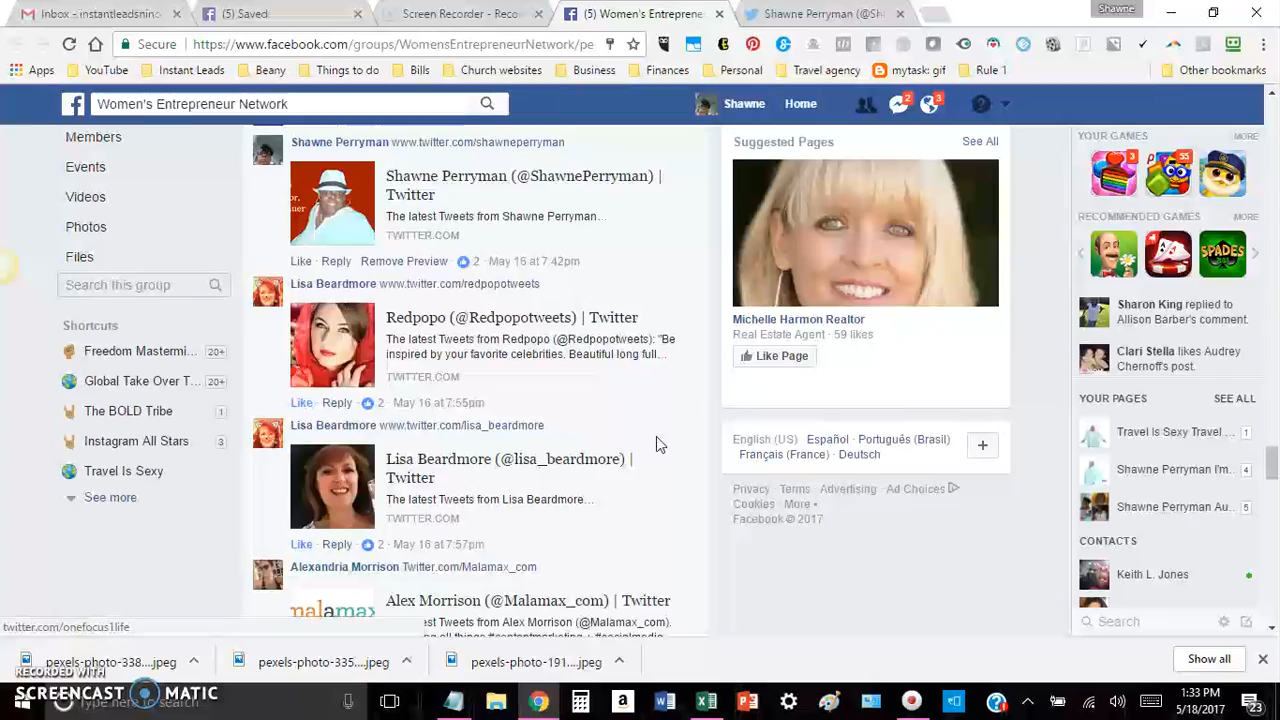 Inbox - instantleadsnin
(5) Saved
Screen Recorder - Reco
(5) Women's Entreprene
Shawne Perryman (@Sh
Shawne
Secure
https://www.facebook.com/groups/WomensEntrepreneurNetwork/pe
Apps
YouTube
Instant Leads
Beany
Things to do
Bills
Church websites
Business
Finances
Personal
Travel agency
mytask: gif
Rule 1
Other bookmarks
Women's Entrepreneur Network
Shawne
Home
2
3
Members
Events
Videos
Photos
Files
Search this group
Shortcuts
Freedom Mastermi... 20+
Global Take Over T... 20+
The BOLD Tribe 1
Instagram All Stars 3
Travel Is Sexy
See more
Shawne Perryman www.twitter.com/shawneperryman
Shawne Perryman (@ShawnePerryman) |
Twitter
The latest Tweets from Shawne Perryman...
TWITTER.COM
Like · Reply · Remove Preview · 2 · May 16 at 7:42pm
Lisa Beardmore www.twitter.com/redpopotweets
Redpopo (@Redpopotweets) | Twitter
The latest Tweets from Redpopo (@Redpopotweets): "Be
inspired by your favorite celebrities. Beautiful long full...
TWITTER.COM
Like · Reply · 2 · May 16 at 7:55pm
Lisa Beardmore www.twitter.com/lisa_beardmore
Lisa Beardmore (@lisa_beardmore) |
Twitter
The latest Tweets from Lisa Beardmore...
TWITTER.COM
Like · Reply · 2 · May 16 at 7:57pm
Alexandria Morrison Twitter.com/Malamax_com
malamax
Alex Morrison (@Malamax_com) | Twitter
est Tweets from Alex Morrison (@Malamax_com).
Suggested Pages
See All
Michelle Harmon Realtor
Real Estate Agent · 59 likes
Like Page
English (US) · Español · Português (Brasil) ·
Français (France) · Deutsch
Privacy · Terms · Advertising · Ad Choices
Cookies · More
Facebook © 2017
YOUR GAMES
MORE
3
55
RECOMMENDED GAMES
MORE
SPADES
Sharon King replied to
Allison Barber's comment.
Clari Stella likes Audrey
Chernoff's post.
YOUR PAGES
SEE ALL
Travel Is Sexy Travel ... 1
Shawne Perryman I'm... 4
Shawne Perryman Au... 5
CONTACTS
Keith L. Jones
Search
twitter.com/onefocus1life
pexels-photo-338....jpeg
pexels-photo-335....jpeg
pexels-photo-191....jpeg
Show all
RECORDED WITH
SCREENCAST MATIC
Type here to search
1:33 PM
5/18/2017
23